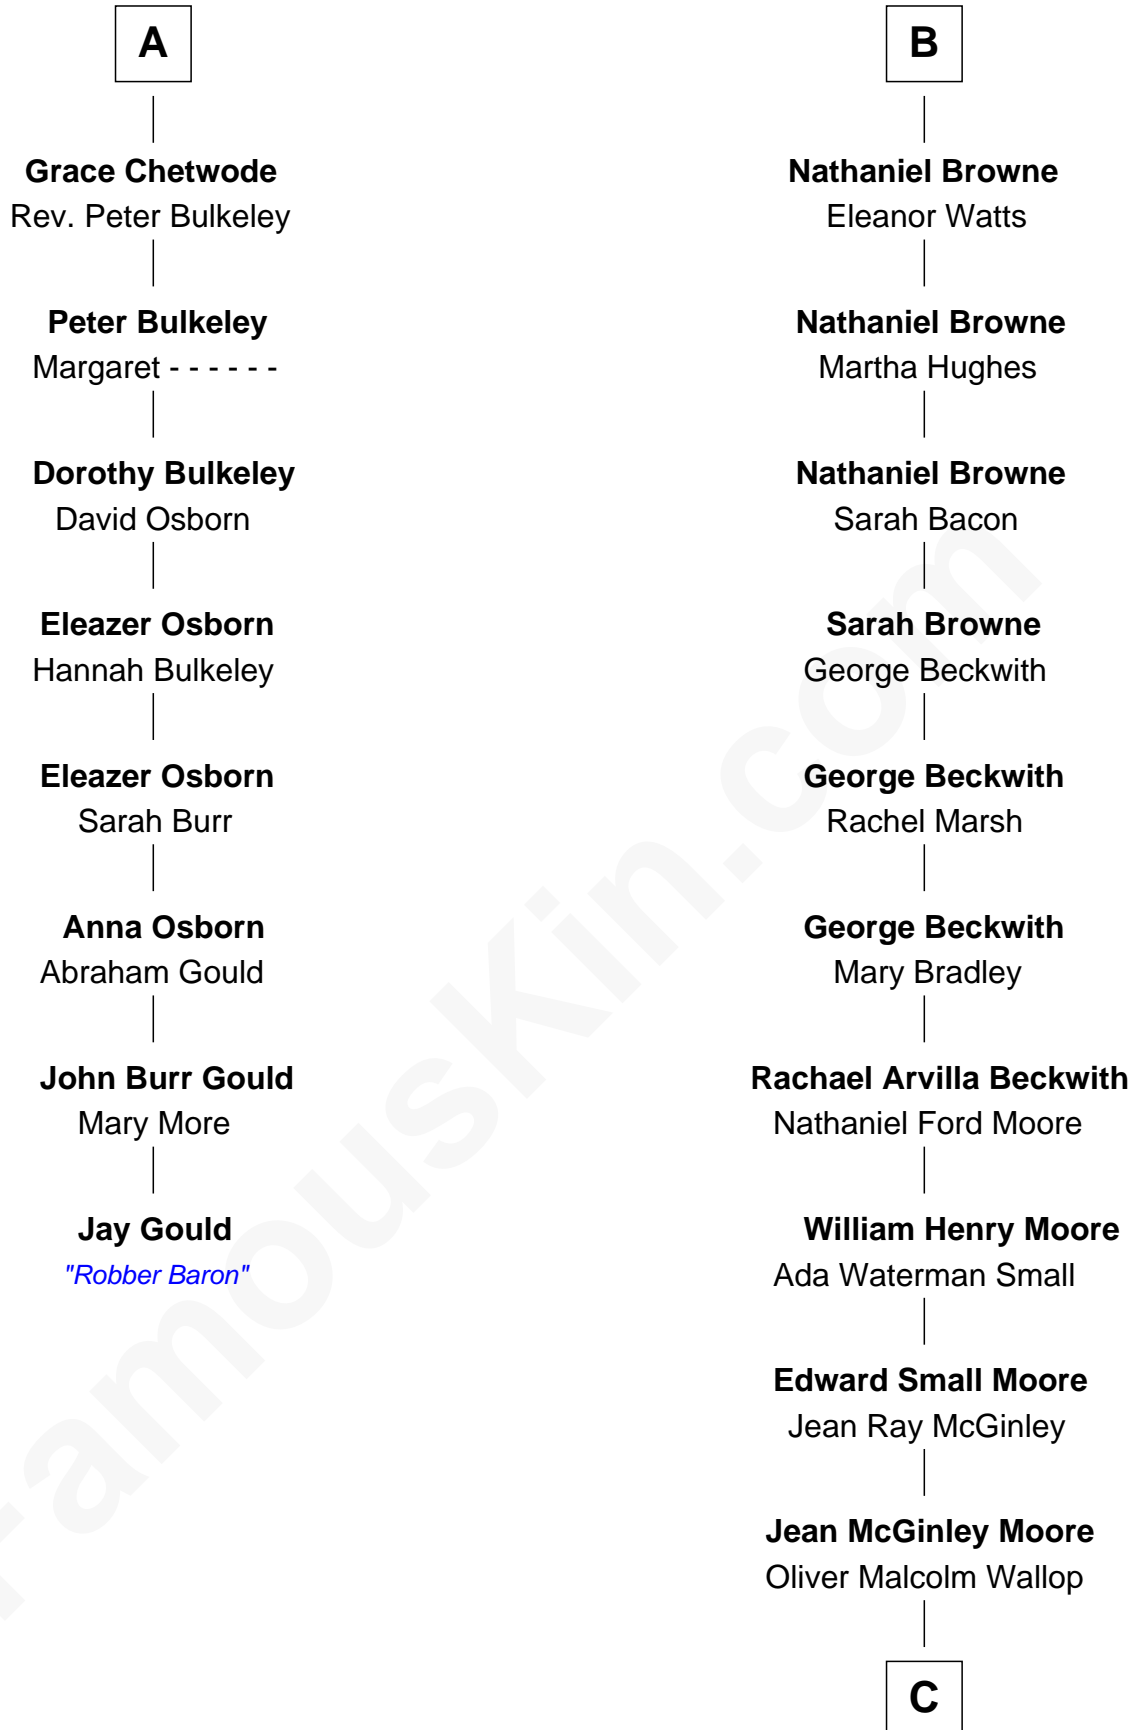 A
Grace Chetwode
Rev. Peter Bulkeley
Peter Bulkeley
Margaret - - - - - -
Dorothy Bulkeley
David Osborn
Eleazer Osborn
Hannah Bulkeley
Eleazer Osborn
Sarah Burr
Anna Osborn
Abraham Gould
John Burr Gould
Mary More
Jay Gould
"Robber Baron"
B
Nathaniel Browne
Eleanor Watts
Nathaniel Browne
Martha Hughes
Nathaniel Browne
Sarah Bacon
Sarah Browne
George Beckwith
George Beckwith
Rachel Marsh
George Beckwith
Mary Bradley
Rachael Arvilla Beckwith
Nathaniel Ford Moore
William Henry Moore
Ada Waterman Small
Edward Small Moore
Jean Ray McGinley
Jean McGinley Moore
Oliver Malcolm Wallop
C
FamousKin.com